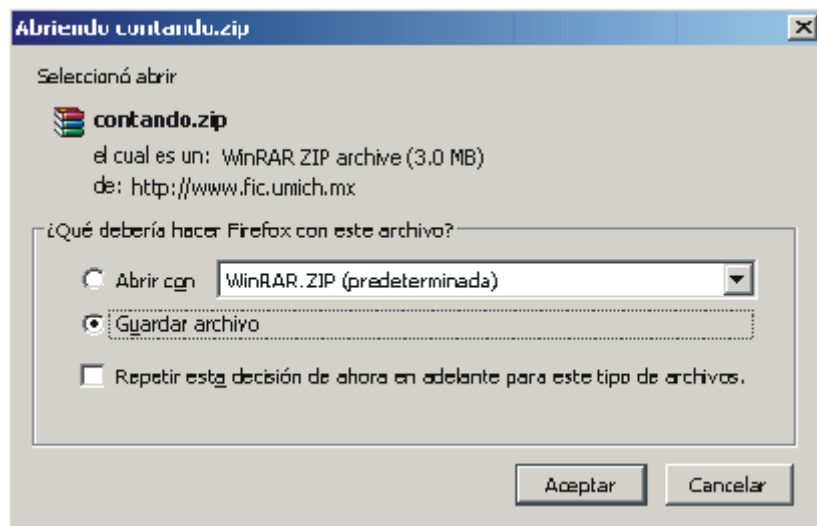 Abriendo contando.zip
Seleccionó abrir
contando.zip
el cual es un: WinRAR ZIP archive (3.0 MB)
de: http://www.fic.umich.mx
¿Qué debería hacer Firefox con este archivo?
Abrir con WinRAR.ZIP (predeterminada)
Guardar archivo
Repetir esta decisión de ahora en adelante para este tipo de archivos.
Aceptar Cancelar